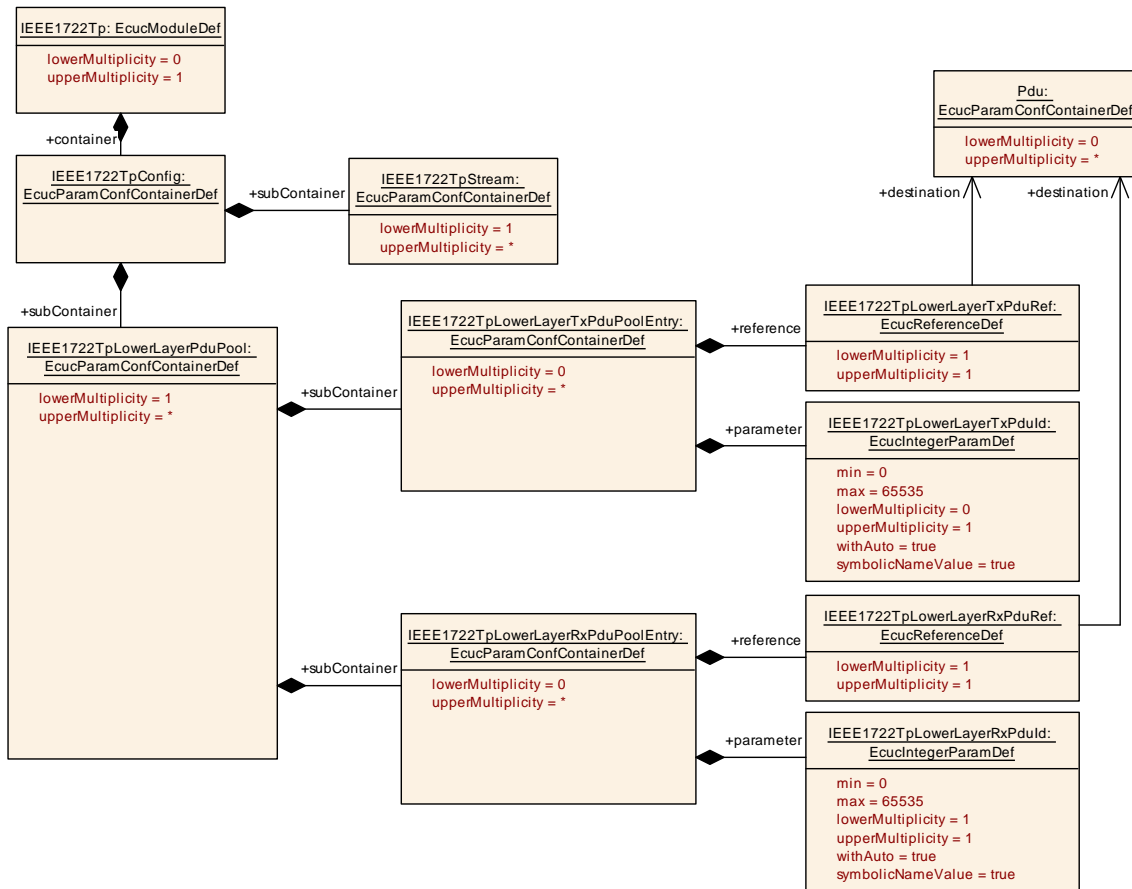 IEEE1722Tp: EcucModuleDef
lowerMultiplicity = 0
upperMultiplicity = 1
+container
IEEE1722TpConfig:
EcucParamConfContainerDef
+subContainer
IEEE1722TpStream:
EcucParamConfContainerDef
lowerMultiplicity = 1
upperMultiplicity = *
Pdu:
EcucParamConfContainerDef
lowerMultiplicity = 0
upperMultiplicity = *
+destination
+destination
+subContainer
IEEE1722TpLowerLayerPduPool:
EcucParamConfContainerDef
lowerMultiplicity = 1
upperMultiplicity = *
+subContainer
IEEE1722TpLowerLayerTxPduPoolEntry:
EcucParamConfContainerDef
lowerMultiplicity = 0
upperMultiplicity = *
+reference
IEEE1722TpLowerLayerTxPduRef:
EcucReferenceDef
lowerMultiplicity = 1
upperMultiplicity = 1
+parameter
IEEE1722TpLowerLayerTxPduId:
EcucIntegerParamDef
min = 0
max = 65535
lowerMultiplicity = 0
upperMultiplicity = 1
withAuto = true
symbolicNameValue = true
+subContainer
IEEE1722TpLowerLayerRxPduPoolEntry:
EcucParamConfContainerDef
lowerMultiplicity = 0
upperMultiplicity = *
+reference
IEEE1722TpLowerLayerRxPduRef:
EcucReferenceDef
lowerMultiplicity = 1
upperMultiplicity = 1
+parameter
IEEE1722TpLowerLayerRxPduId:
EcucIntegerParamDef
min = 0
max = 65535
lowerMultiplicity = 1
upperMultiplicity = 1
withAuto = true
symbolicNameValue = true